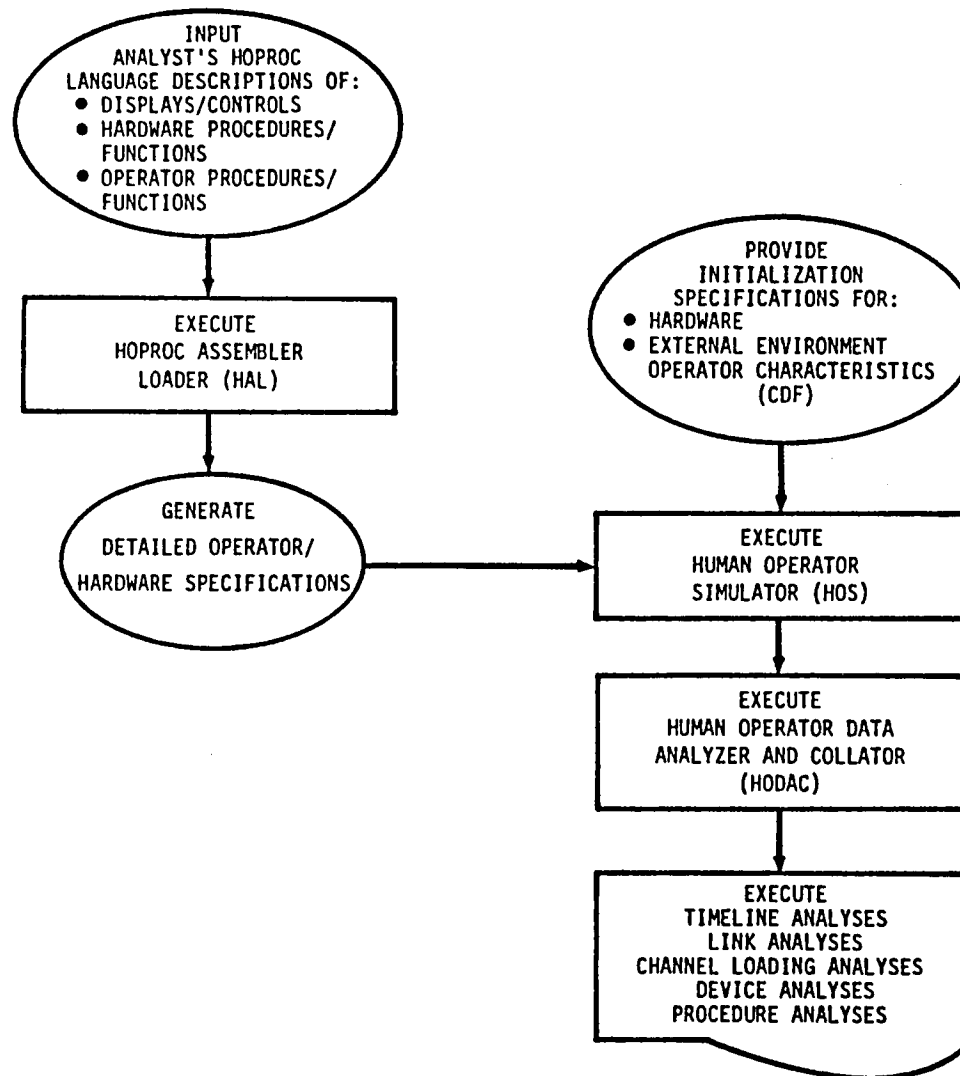 INPUT
ANALYST'S HOPROC
LANGUAGE DESCRIPTIONS OF:
● DISPLAYS/CONTROLS
● HARDWARE PROCEDURES/
FUNCTIONS
● OPERATOR PROCEDURES/
FUNCTIONS
EXECUTE
HOPROC ASSEMBLER
LOADER (HAL)
GENERATE
DETAILED OPERATOR/
HARDWARE SPECIFICATIONS
PROVIDE
INITIALIZATION
SPECIFICATIONS FOR:
● HARDWARE
● EXTERNAL ENVIRONMENT
OPERATOR CHARACTERISTICS
(CDF)
EXECUTE
HUMAN OPERATOR
SIMULATOR (HOS)
EXECUTE
HUMAN OPERATOR DATA
ANALYZER AND COLLATOR
(HODAC)
EXECUTE
TIMELINE ANALYSES
LINK ANALYSES
CHANNEL LOADING ANALYSES
DEVICE ANALYSES
PROCEDURE ANALYSES